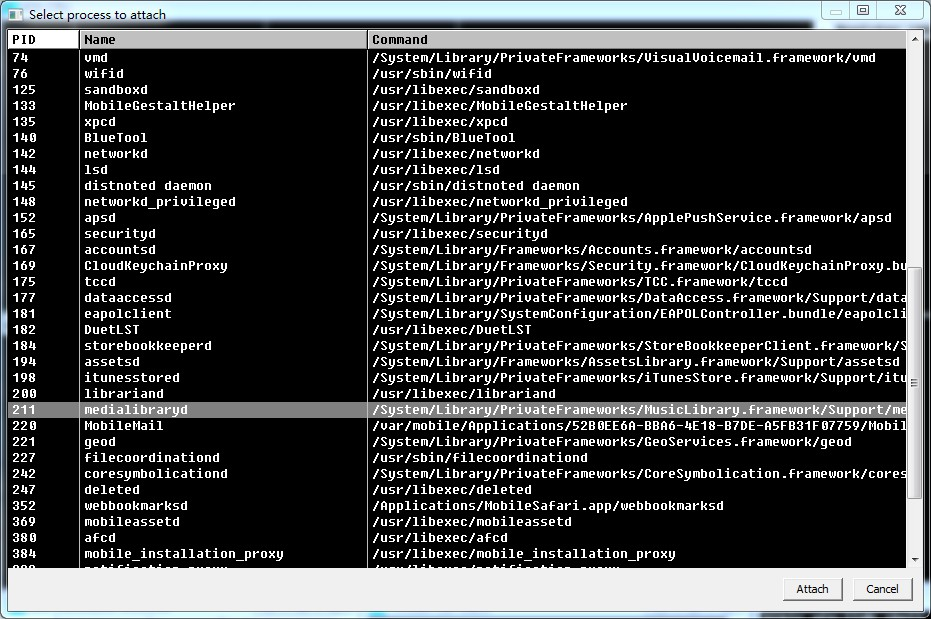 Select process to attach
PID Name Command
74 vmd /System/Library/PrivateFrameworks/VisualVoicemail.framework/vmd
76 wifid /usr/sbin/wifid
125 sandboxd /usr/libexec/sandboxd
133 MobileGestaltHelper /usr/libexec/MobileGestaltHelper
135 xpcd /usr/libexec/xpcd
140 BlueTool /usr/sbin/BlueTool
142 networkd /usr/libexec/networkd
144 lsd /usr/libexec/lsd
145 distnoted daemon /usr/sbin/distnoted daemon
148 networkd_privileged /usr/libexec/networkd_privileged
152 apsd /System/Library/PrivateFrameworks/ApplePushService.framework/apsd
165 securityd /usr/libexec/securityd
167 accountsd /System/Library/Frameworks/Accounts.framework/accountsd
169 CloudKeychainProxy /System/Library/Frameworks/Security.framework/CloudKeychainProxy.bu
175 tccd /System/Library/PrivateFrameworks/TCC.framework/tccd
177 dataaccessd /System/Library/PrivateFrameworks/DataAccess.framework/Support/data
181 eapolclient /System/Library/SystemConfiguration/EAPOLController.bundle/eapolcli
182 DuetLST /usr/libexec/DuetLST
184 storebookkeeperd /System/Library/PrivateFrameworks/StoreBookkeeperClient.framework/S
194 assetsd /System/Library/PrivateFrameworks/AssetsLibrary.framework/Support/assetsd
198 itunesstored /System/Library/PrivateFrameworks/iTunesStore.framework/Support/itu
200 librariand /usr/libexec/librariand
211 medialibraryd /System/Library/PrivateFrameworks/MusicLibrary.framework/Support/me
220 MobileMail /var/mobile/Applications/52B0EE6A-BBA6-4E18-B7DE-A5FB31F07759/Mobil
221 geod /System/Library/PrivateFrameworks/GeoServices.framework/geod
227 filecoordinationd /usr/sbin/filecoordinationd
242 coresymbolicationd /System/Library/PrivateFrameworks/CoreSymbolication.framework/cores
247 deleted /usr/libexec/deleted
352 webbookmarksd /Applications/MobileSafari.app/webbookmarksd
369 mobileassetd /usr/libexec/mobileassetd
380 afcd /usr/libexec/afcd
384 mobile_installation_proxy /usr/libexec/mobile_installation_proxy
Attach Cancel